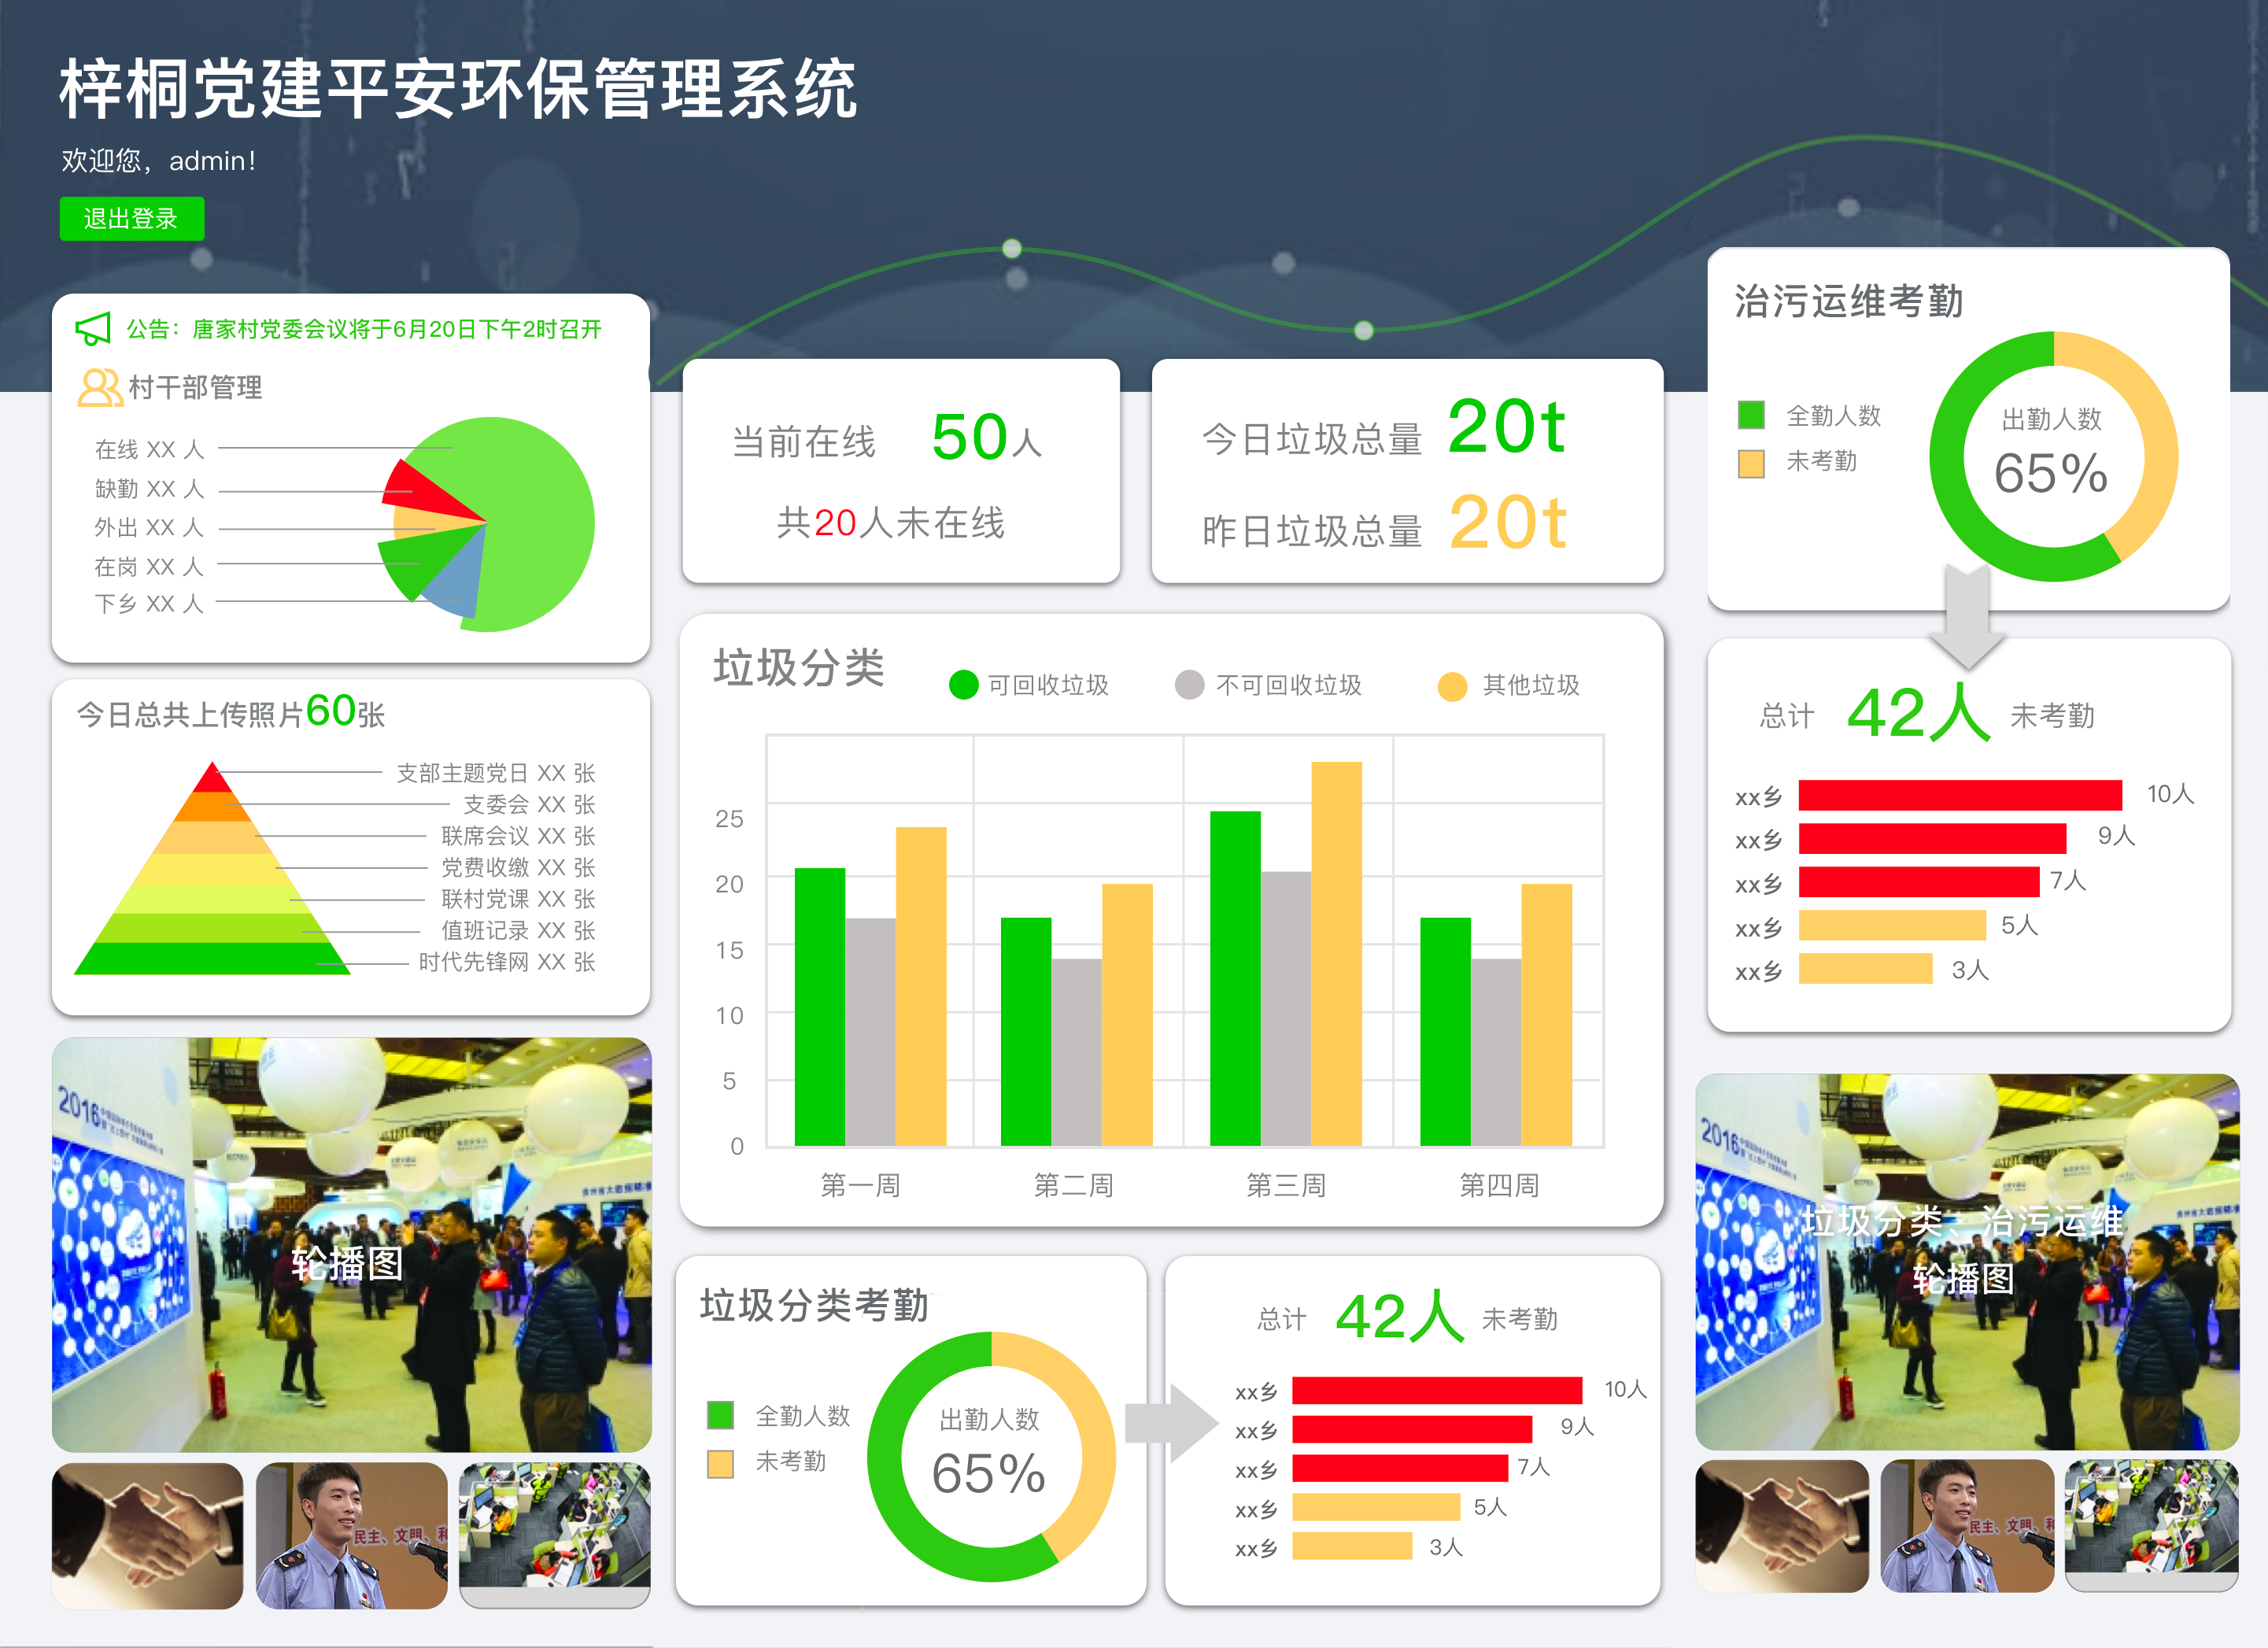 梓桐党建平安环保管理系统
欢迎您，admin！
退出登录
公告：唐家村党委会议将于6月20日下午2时召开
村干部管理
在线 XX 人
缺勤 XX 人
外出 XX 人
在岗 XX 人
下乡 XX 人
今日总共上传照片60张
支部主题党日 XX 张
支委会 XX 张
联席会议 XX 张
党费收缴 XX 张
联村党课 XX 张
值班记录 XX 张
时代先锋网 XX 张
2016
轮播图
民主、文明、和
当前在线 50人
共20人未在线
今日垃圾总量 20t
昨日垃圾总量 20t
垃圾分类
可回收垃圾
不可回收垃圾
其他垃圾
25
20
15
10
5
0
第一周 第二周 第三周 第四周
垃圾分类考勤
全勤人数
未考勤
出勤人数
65%
总计 42人 未考勤
xx乡 10人
xx乡 9人
xx乡 7人
xx乡 5人
xx乡 3人
治污运维考勤
全勤人数
未考勤
出勤人数
65%
总计 42人 未考勤
xx乡 10人
xx乡 9人
xx乡 7人
xx乡 5人
xx乡 3人
2016
垃圾分类、治污运维
轮播图
民主、文明、和